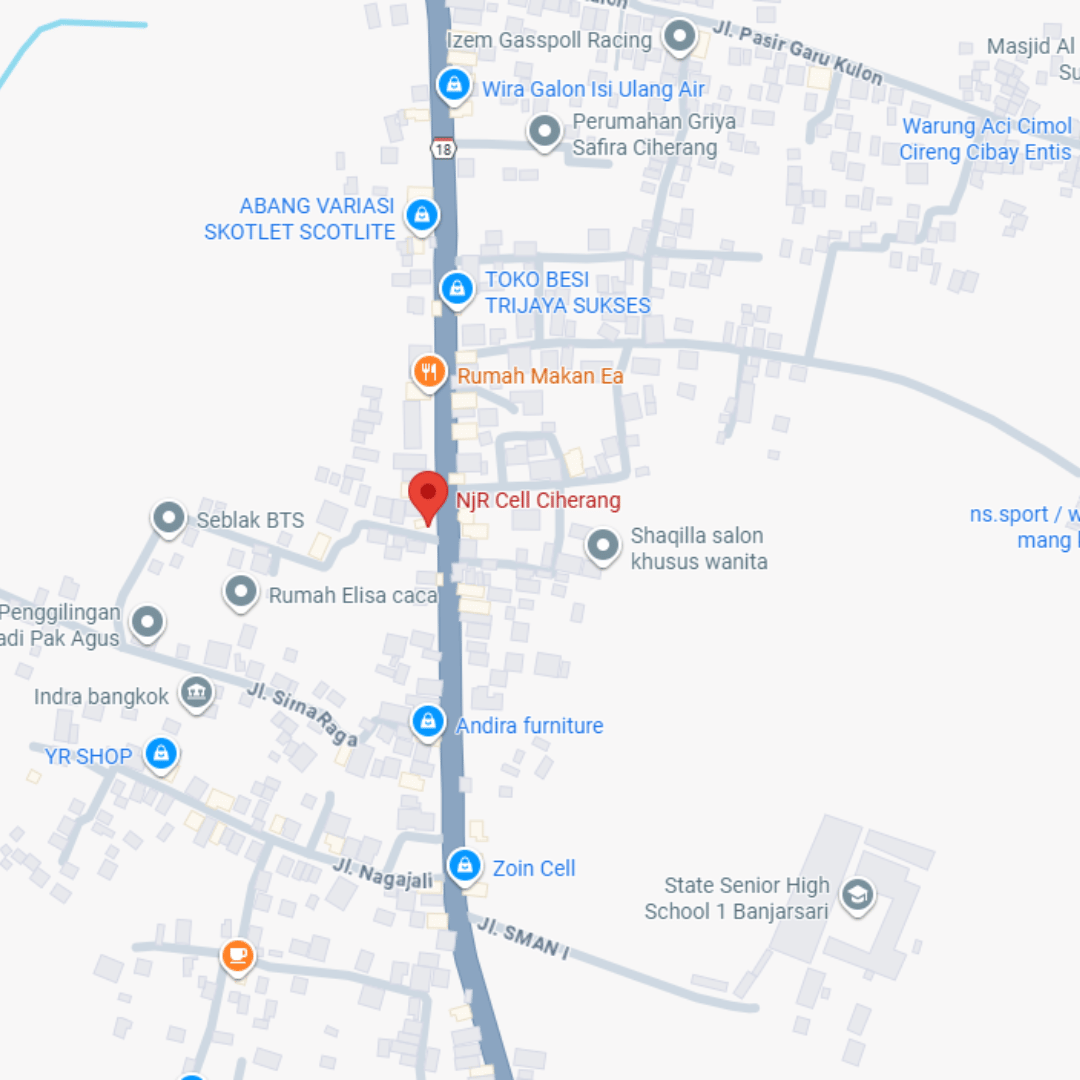 Izem Gasspoll Racing
Jl. Pasir Garu Kulon
Masjid Al
Su
Wira Galon Isi Ulang Air
Perumahan Griya
Safira Ciherang
Warung Aci Cimol
Cireng Cibay Entis
18
ABANG VARIASI
SKOTLET SCOTLITE
TOKO BESI
TRIJAYA SUKSES
Rumah Makan Ea
NjR Cell Ciherang
Seblak BTS
ns.sport / w
mang
Shaqilla salon
khusus wanita
Rumah Elisa caca
Penggilingan
adi Pak Agus
Indra bangkok
Jl. Sirna Raga
Andira furniture
YR SHOP
Jl. Nagajali
Zoin Cell
State Senior High
School 1 Banjarsari
Jl. SMAN I